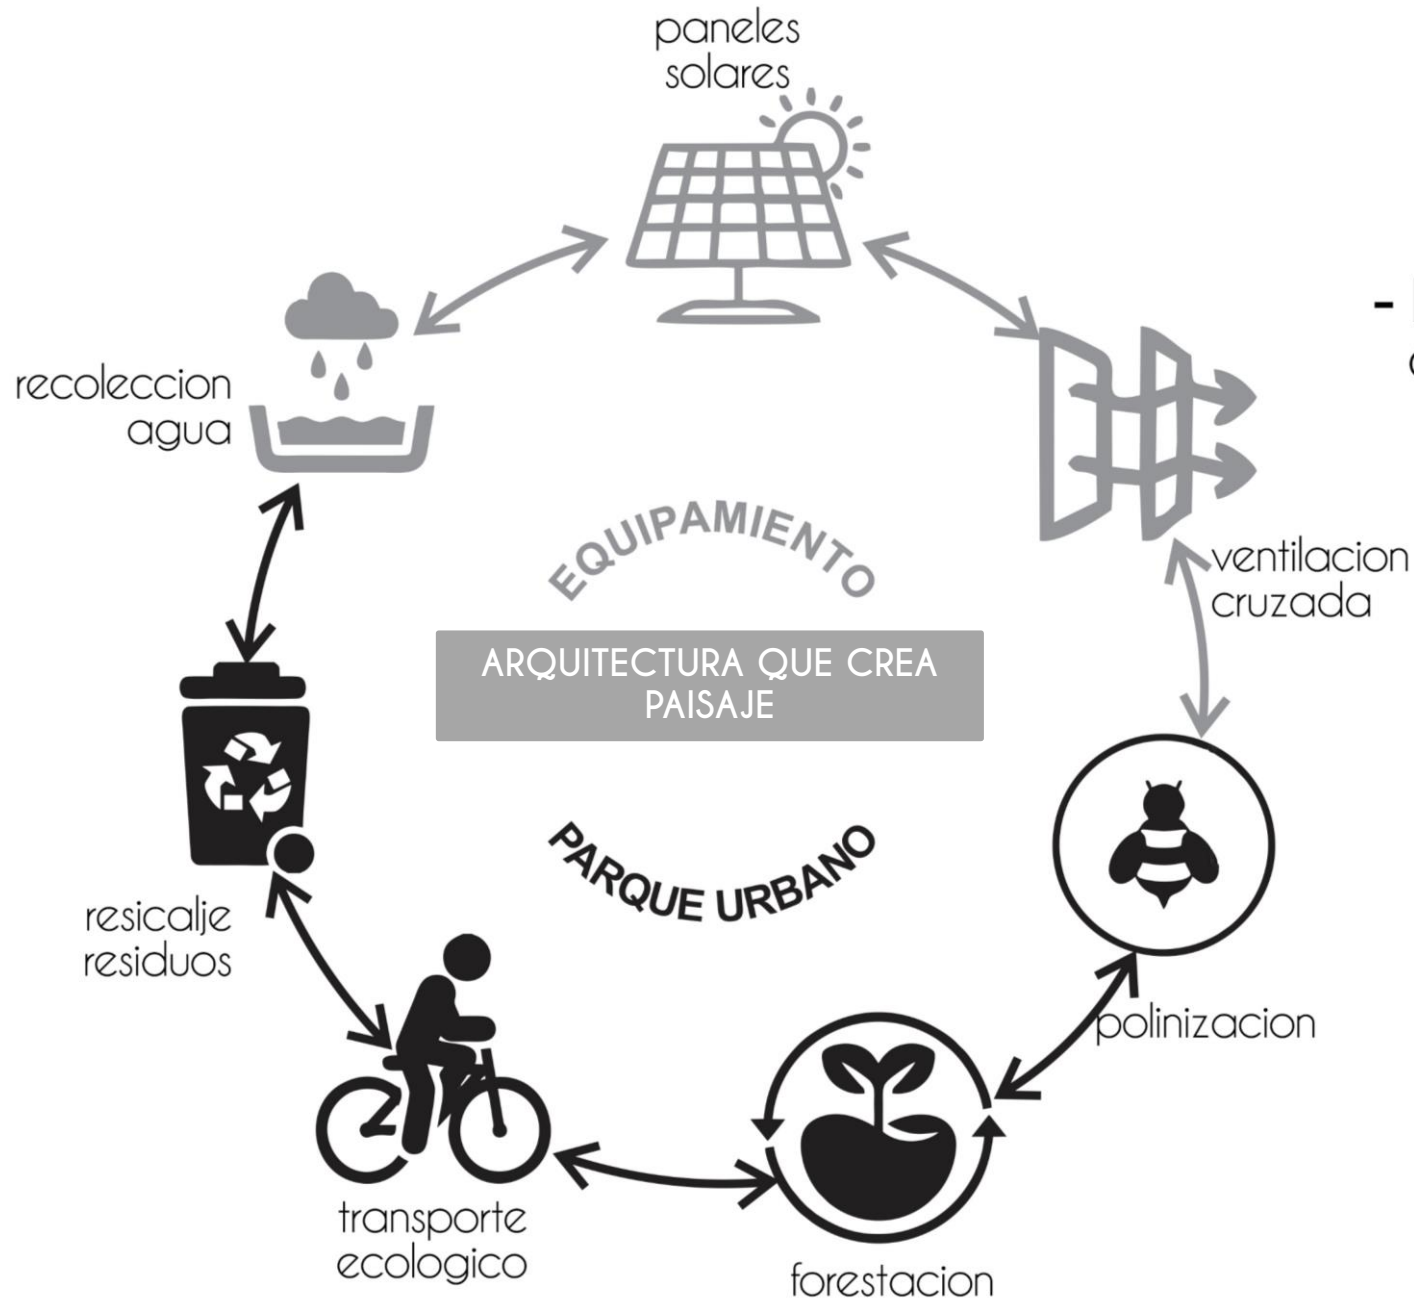 paneles
solares
recoleccion
agua
EQUIPAMIENTO
ventilacion
cruzada
ARQUITECTURA QUE CREA
PAISAJE
PARQUE URBANO
resicalje
residuos
polinizacion
transporte
ecologico
forestacion